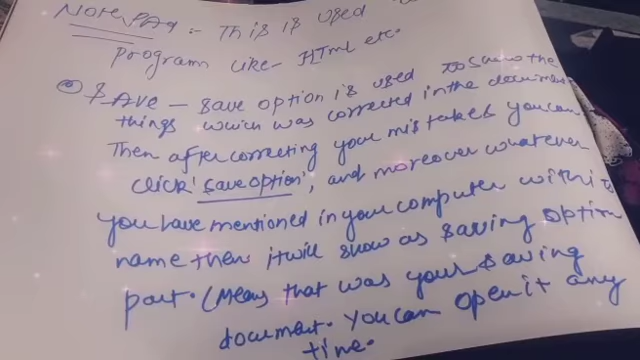 NotePAd :- This is used
program like- HTML etc.
SAVE - Save option is used to save the
things which was corrected in the document
Then after correcting your mistakes you can
click 'save option', and moreover whatever
you have mentioned in your computer with
name then it will show as saving option
part. (Means that was your saving
document. You can open it any
time.